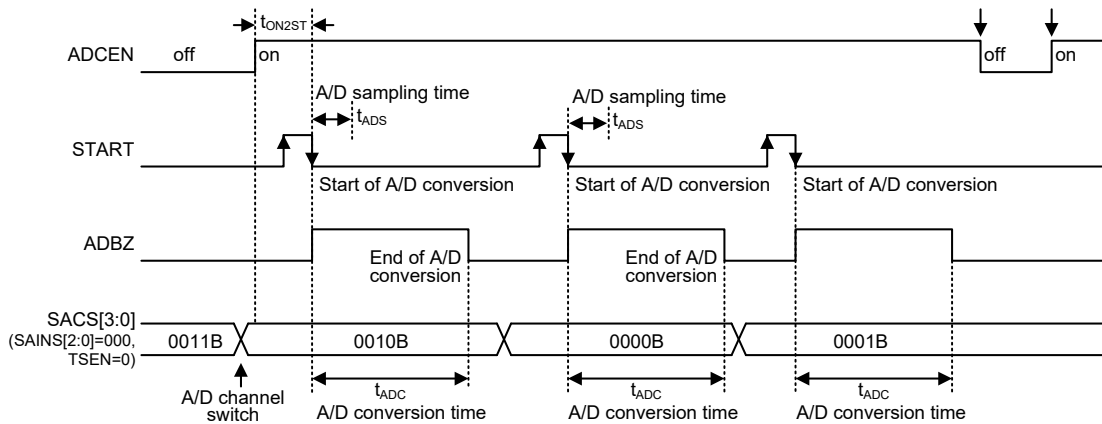 tON2ST
ADCEN
off
on
off
on
A/D sampling time
tADS
A/D sampling time
tADS
START
Start of A/D conversion
Start of A/D conversion
Start of A/D conversion
ADBZ
End of A/D
conversion
End of A/D
conversion
SACS[3:0]
(SAINS[2:0]=000,
TSEN=0)
0011B
0010B
0000B
0001B
A/D channel
switch
tADC
A/D conversion time
tADC
A/D conversion time
tADC
A/D conversion time